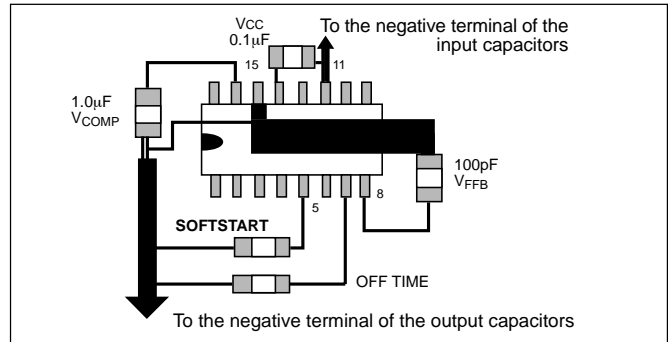 VCC
0.1µF
To the negative terminal of the
input capacitors
15
11
1.0µF
VCOMP
100pF
VFFB
5
8
SOFTSTART
OFF TIME
To the negative terminal of the output capacitors